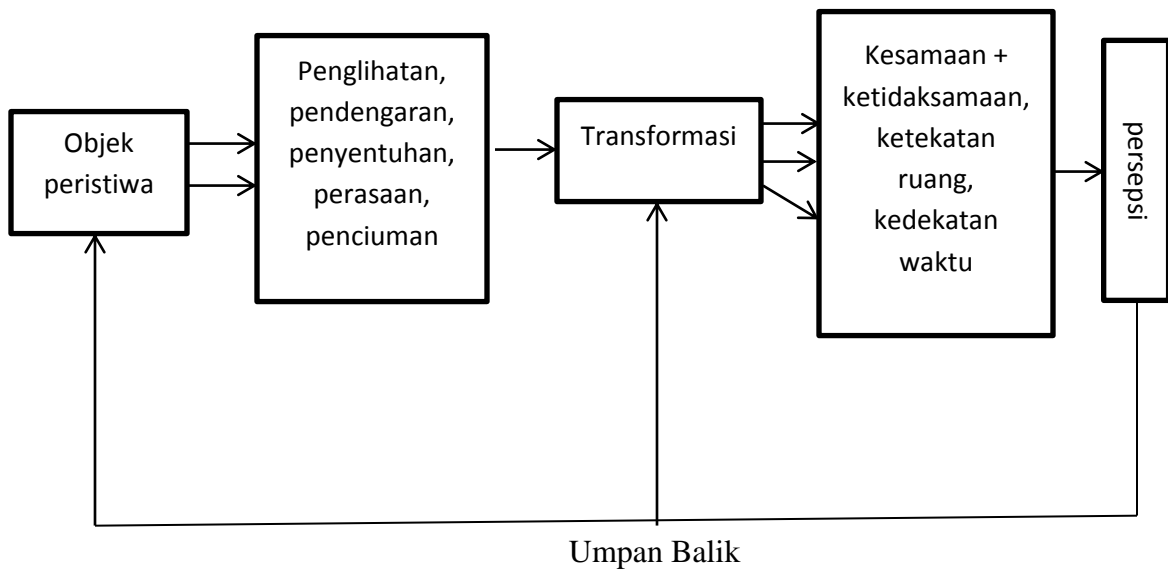 Objek
peristiwa
Penglihatan,
pendengaran,
penyentuhan,
perasaan,
penciuman
Transformasi
Kesamaan +
ketidaksamaan,
ketekatan
ruang,
kedekatan
waktu
persepsi
Umpan Balik